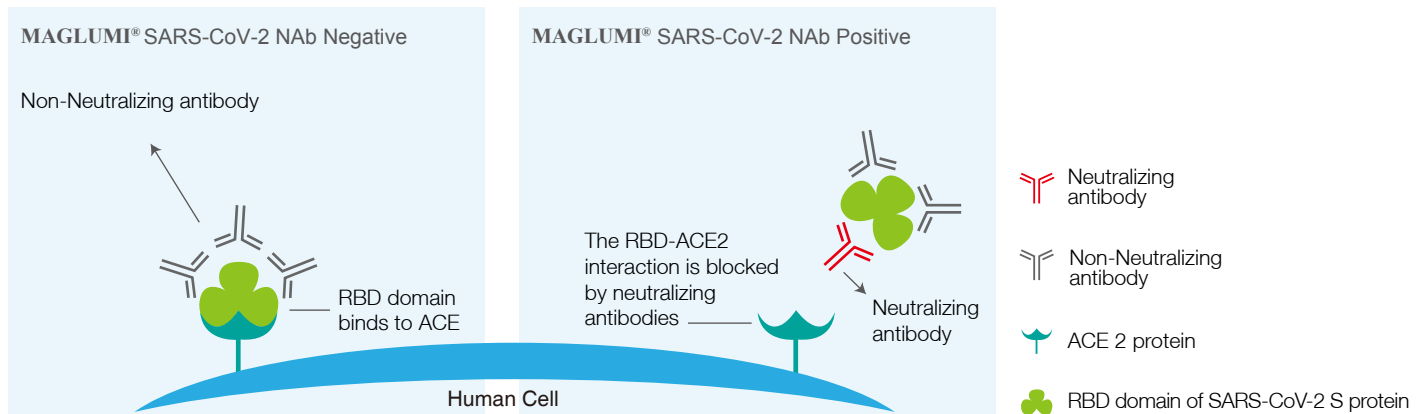 MAGLUMI® SARS-CoV-2 NAb Negative
Non-Neutralizing antibody
RBD domain
binds to ACE
MAGLUMI® SARS-CoV-2 NAb Positive
The RBD-ACE2
interaction is blocked
by neutralizing
antibodies
Neutralizing
antibody
Human Cell
Neutralizing
antibody
Non-Neutralizing
antibody
ACE 2 protein
RBD domain of SARS-CoV-2 S protein